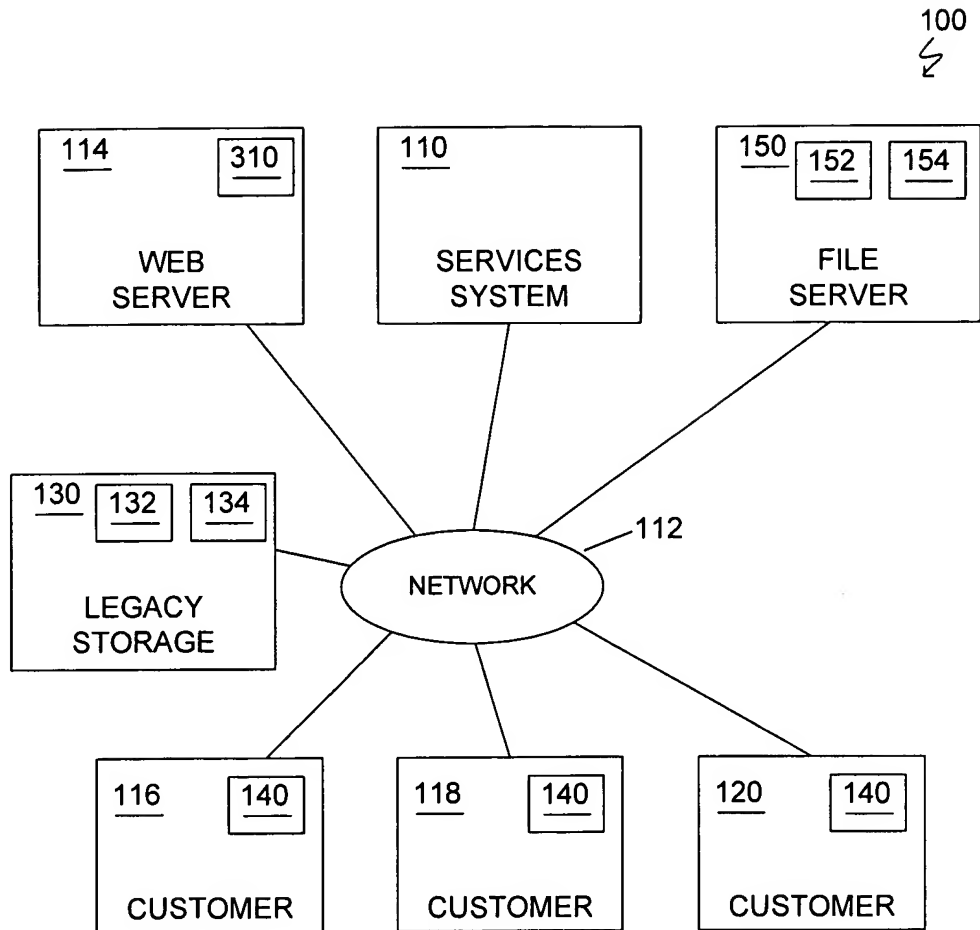 100
114
310
WEB
SERVER
110
SERVICES
SYSTEM
150
152
154
FILE
SERVER
130
132
134
LEGACY
STORAGE
112
NETWORK
116
140
CUSTOMER
118
140
CUSTOMER
120
140
CUSTOMER